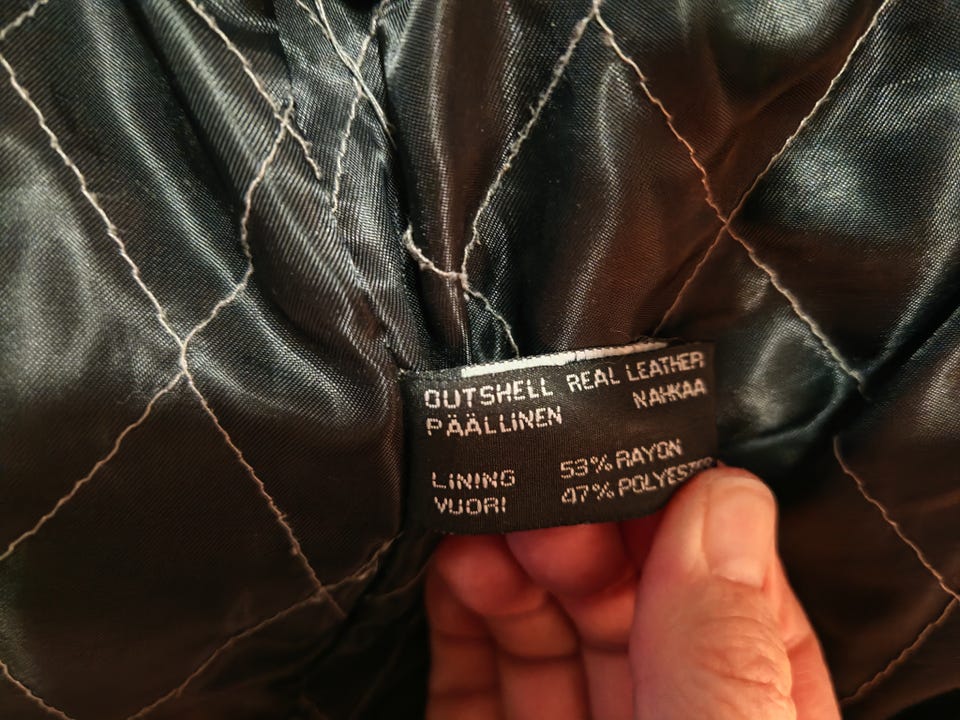 OUTSHELL REAL LEATHER
PÄÄLLINEN NAHKAA
LINING 53% RAYON
VUORI 47% POLYESTER